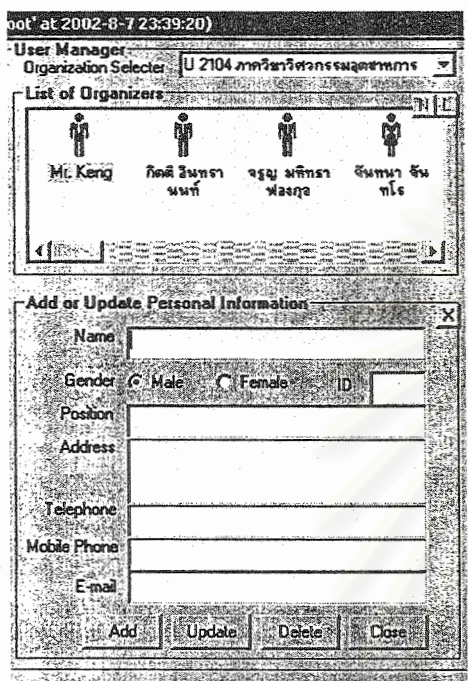 oot' at 2002-8-7 23:39:20)
User Manager
Organization Selecter U 2104 ภาควิชาวิศวกรรมอุตสาหการ
List of Organizers
N L
Mr. Keng
กิตติ อินทรานนท์
จรูญ มหิทธาฟองกุล
จันทนา จันทโร
Add or Update Personal Information
X
Name
Gender Male Female ID
Position
Address
Telephone
Mobile Phone
E-mail
Add Update Delete Close